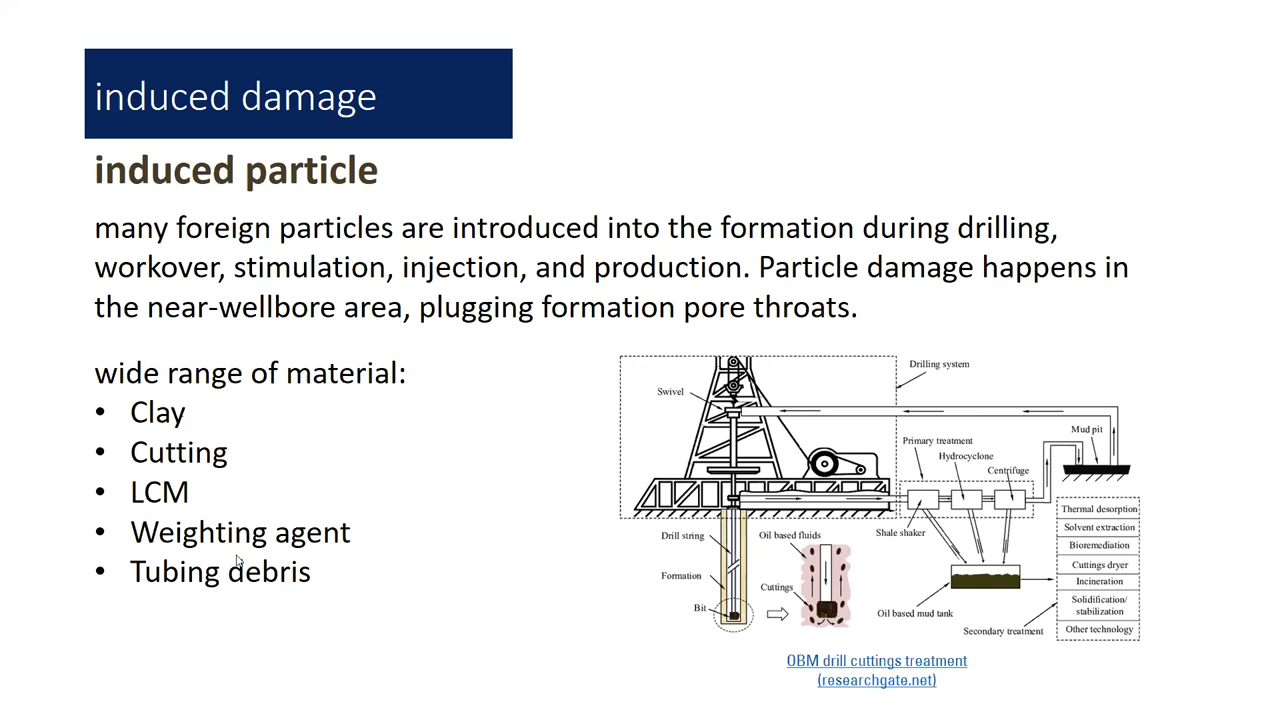 induced damage
induced particle
many foreign particles are introduced into the formation during drilling,
workover, stimulation, injection, and production. Particle damage happens in
the near-wellbore area, plugging formation pore throats.
wide range of material:
• Clay
• Cutting
• LCM
• Weighting agent
• Tubing debris
Drilling system
Swivel
Mud pit
Primary treatment
Hydrocyclone
Centrifuge
Shale shaker
Drill string
Oil based fluids
Formation
Cuttings
Bit
Oil based mud tank
Secondary treatment
Thermal desorption
Solvent extraction
Bioremediation
Cuttings dryer
Incineration
Solidification/
stabilization
Other technology
OBM drill cuttings treatment
(researchgate.net)